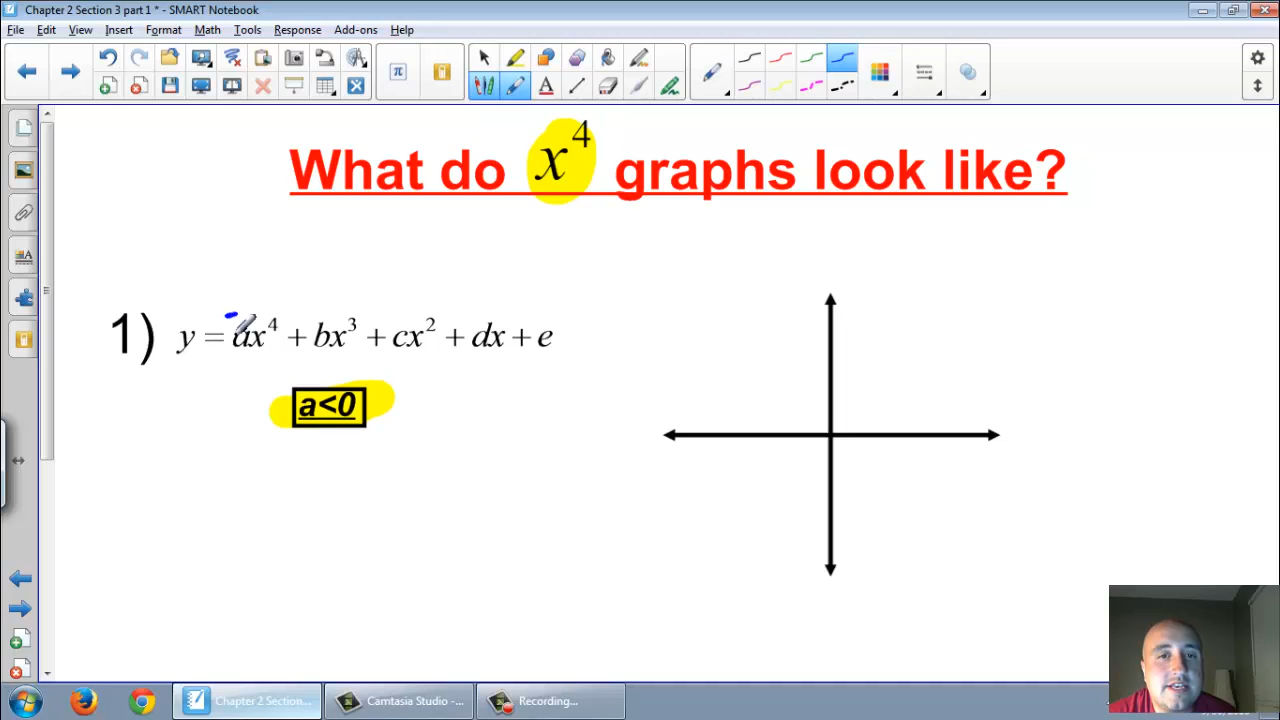 Chapter 2 Section 3 part 1 * - SMART Notebook
File Edit View Insert Format Math Tools Response Add-ons Help
π
A
What do x⁴ graphs look like?
1) y = ax⁴ + bx³ + cx² + dx + e
a<0
Chapter 2 Section... Camtasia Studio -... Recording...